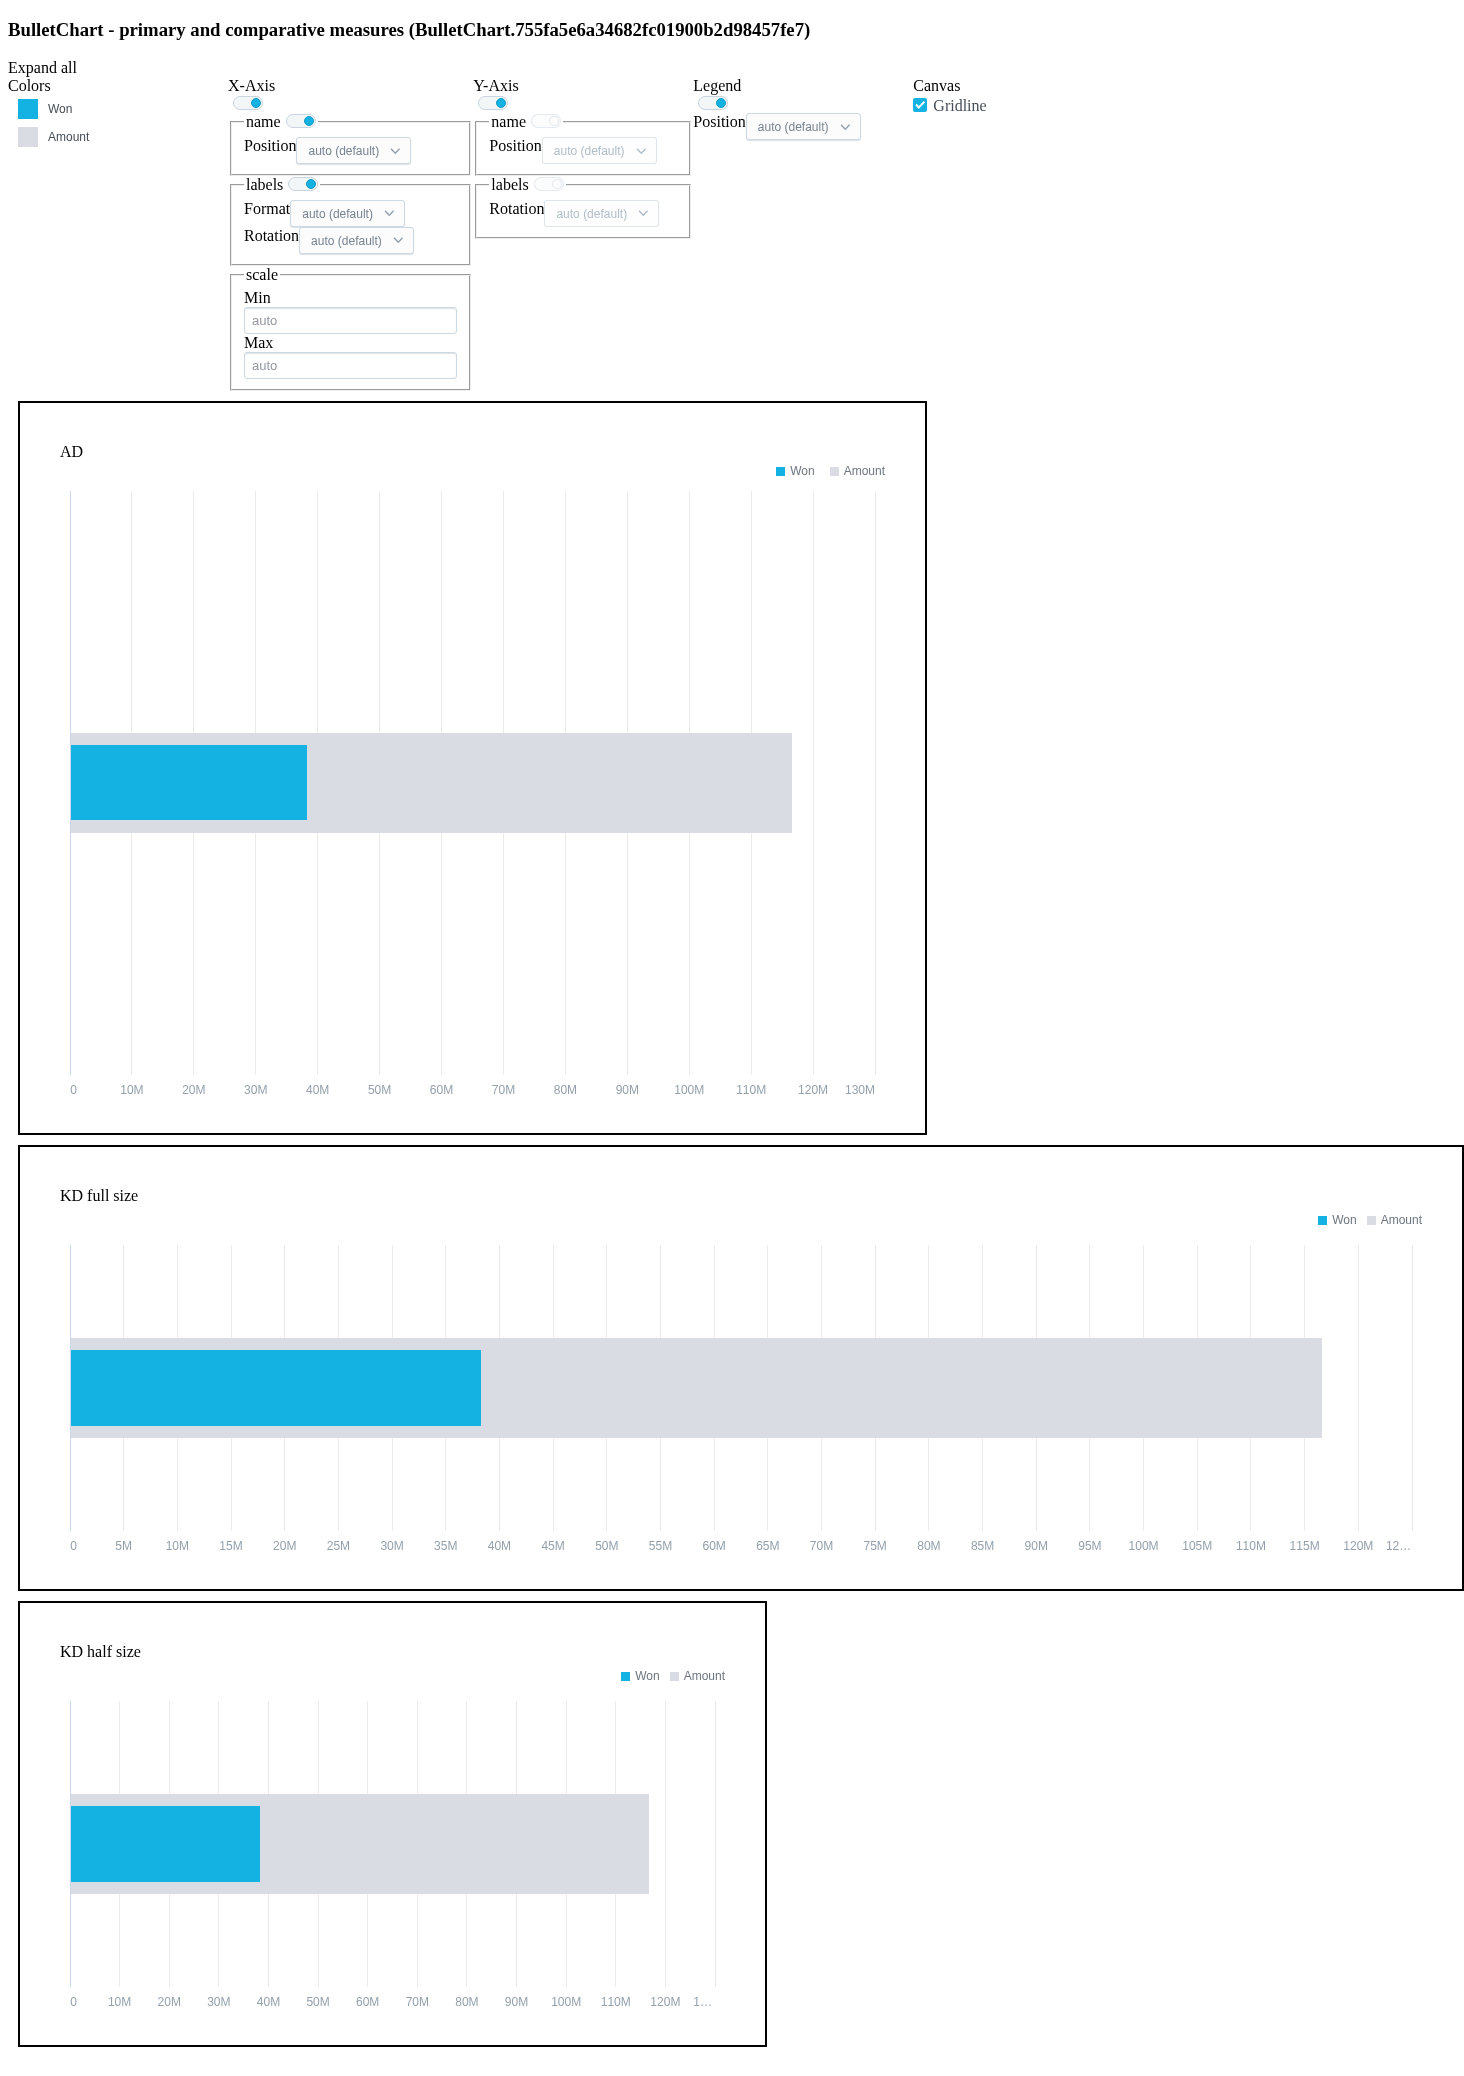 BulletChart - primary and comparative measures (BulletChart.755fa5e6a34682fc01900b2d98457fe7)
Expand all
Colors
Won
Amount
X-Axis
name
Position auto (default)
labels
Format auto (default)
Rotation auto (default)
scale
Min
auto
Max
auto
Y-Axis
name
Position auto (default)
labels
Rotation auto (default)
Legend
Position auto (default)
Canvas
Gridline
AD
Won Amount
0 10M 20M 30M 40M 50M 60M 70M 80M 90M 100M 110M 120M 130M
KD full size
Won Amount
0 5M 10M 15M 20M 25M 30M 35M 40M 45M 50M 55M 60M 65M 70M 75M 80M 85M 90M 95M 100M 105M 110M 115M 120M 12…
KD half size
Won Amount
0 10M 20M 30M 40M 50M 60M 70M 80M 90M 100M 110M 120M 1…